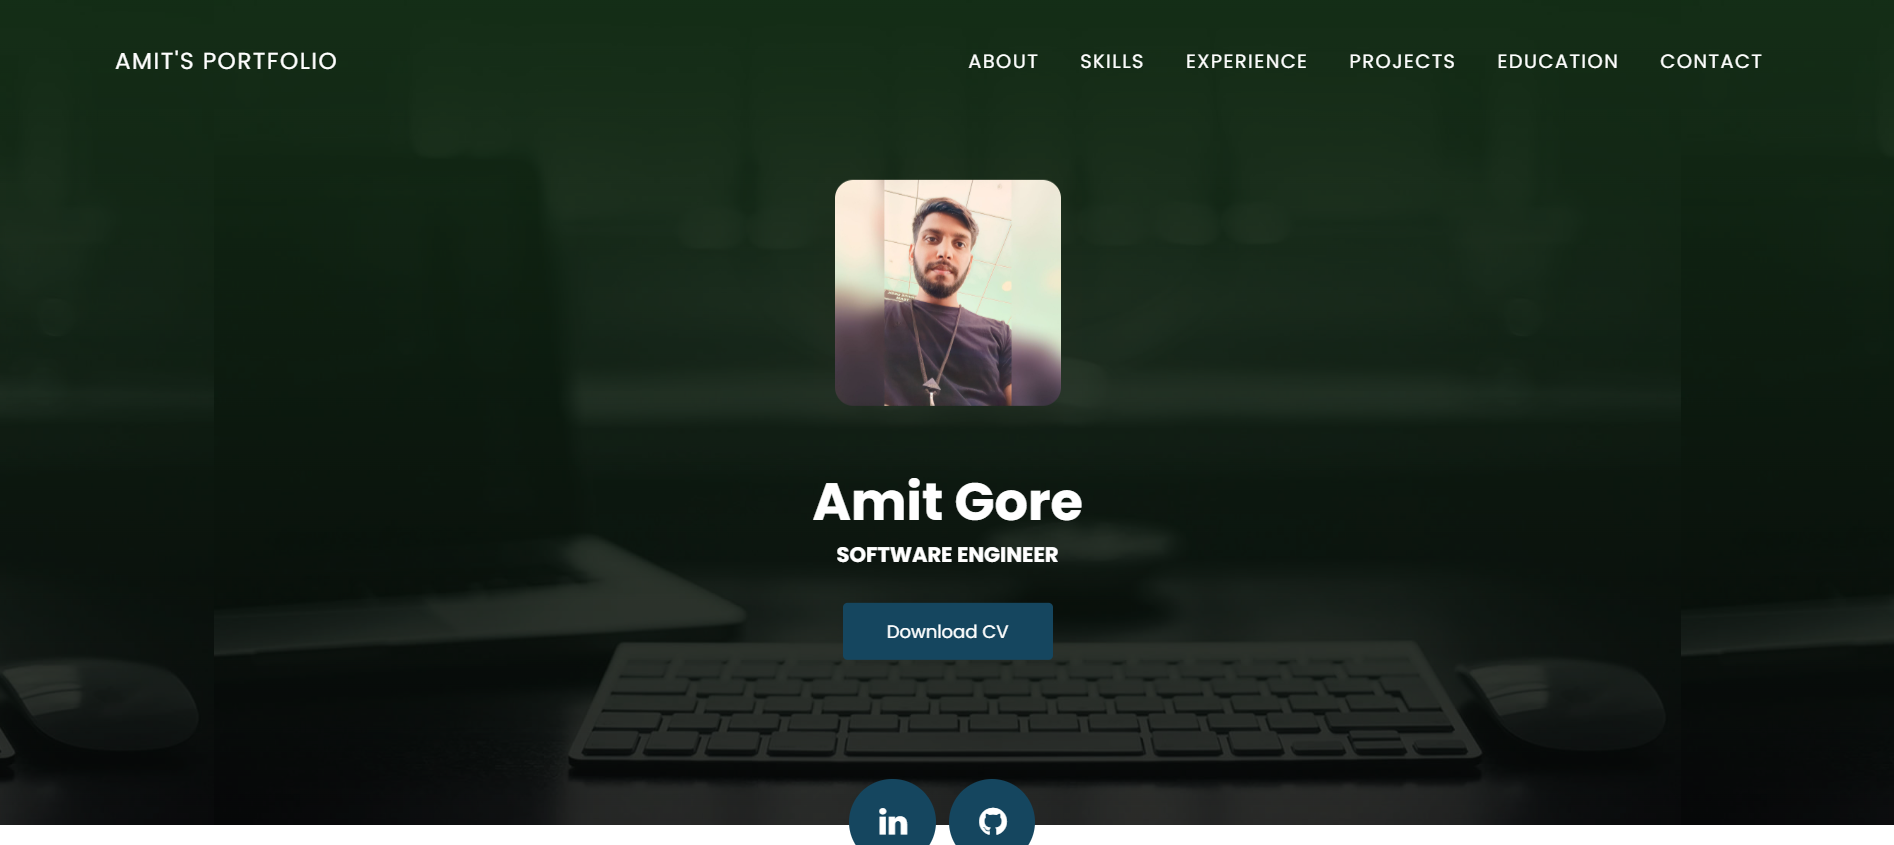 AMIT'S PORTFOLIO
ABOUT SKILLS EXPERIENCE PROJECTS EDUCATION CONTACT
Amit Gore
SOFTWARE ENGINEER
Download CV
in